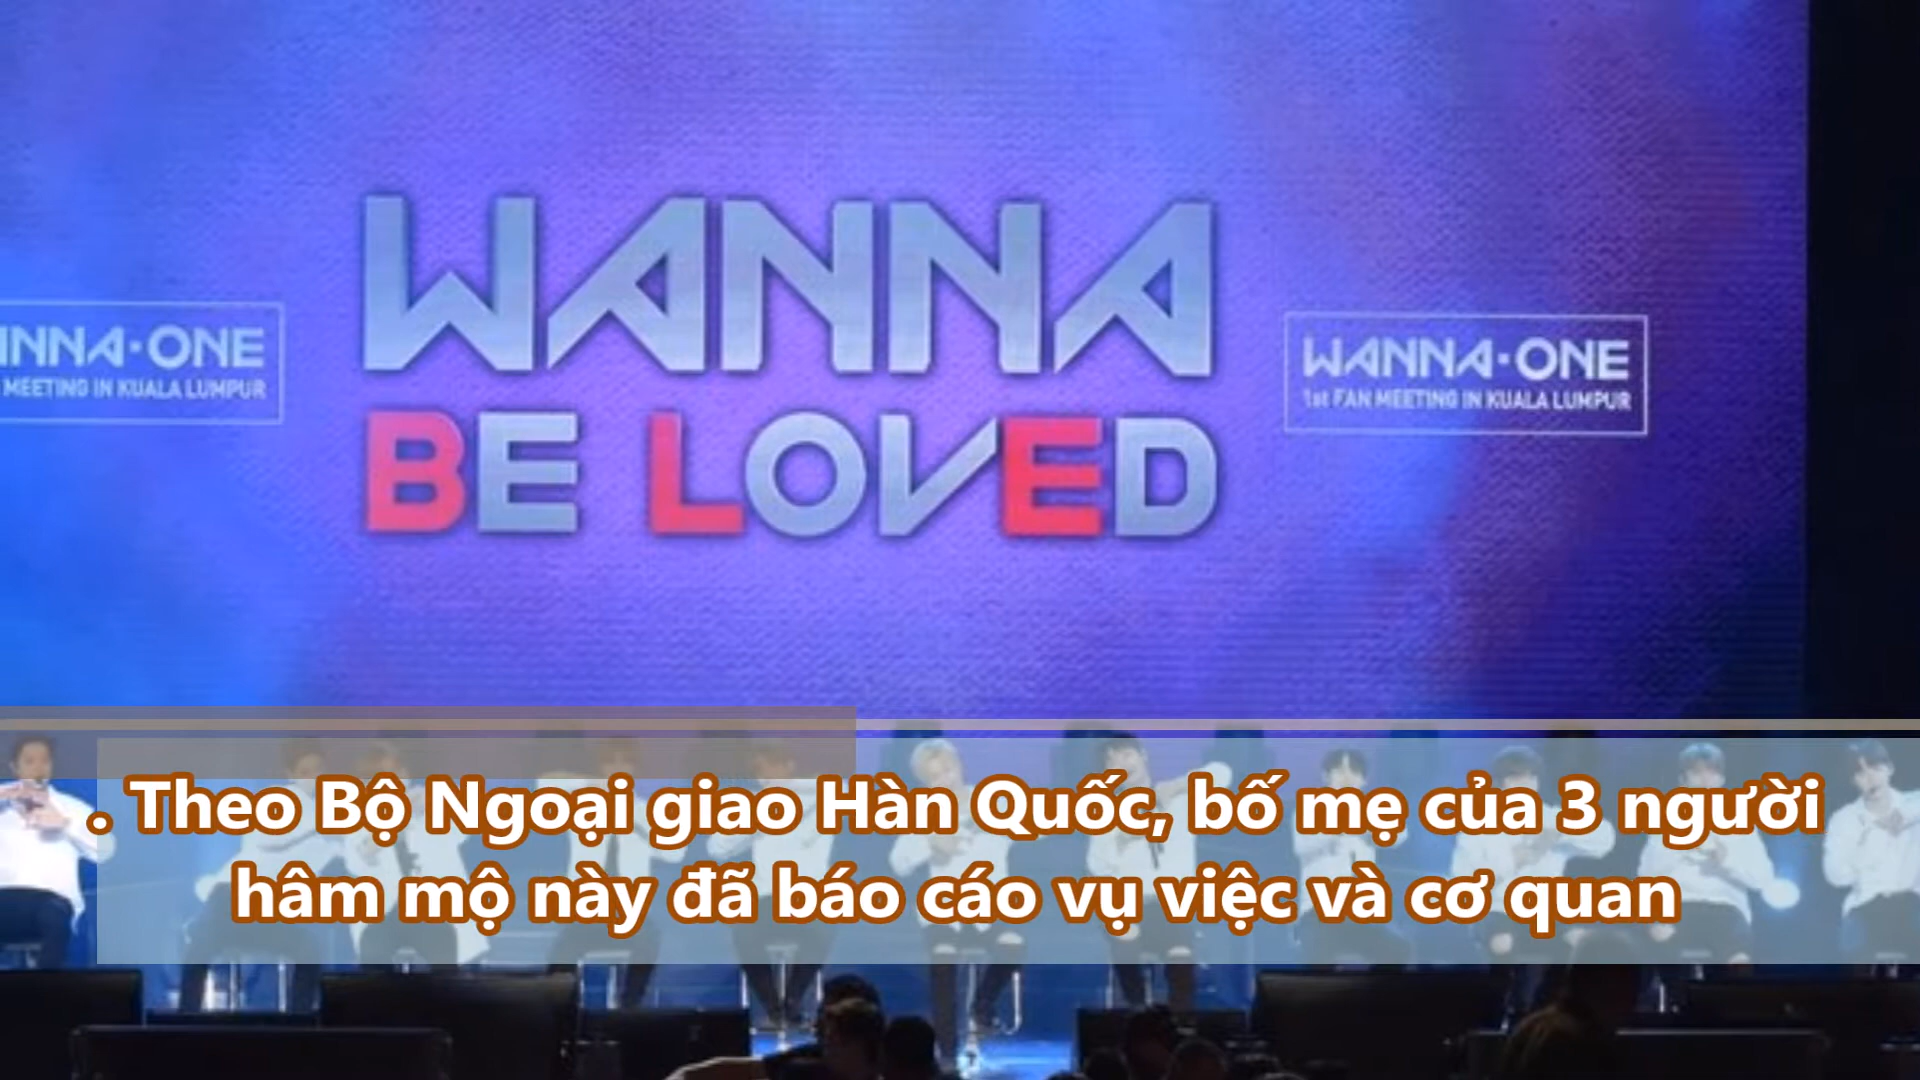 WANNA
BE LOVED
INNA·ONE
MEETING IN KUALA LUMPUR
WANNA·ONE
1st FAN MEETING IN KUALA LUMPUR
. Theo Bộ Ngoại giao Hàn Quốc, bố mẹ của 3 người
hâm mộ này đã báo cáo vụ việc và cơ quan